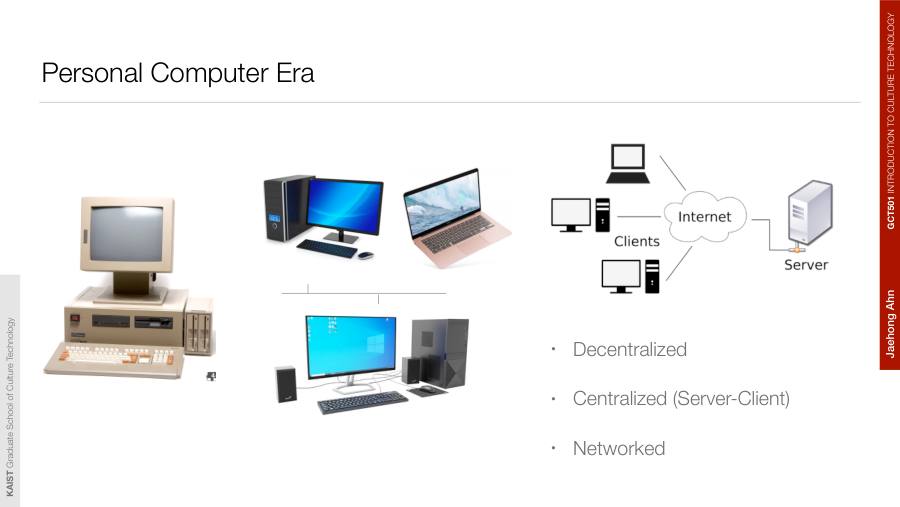 Personal Computer Era
Internet
Clients
Server
· Decentralized
· Centralized (Server-Client)
· Networked
KAIST Graduate School of Culture Technology
GCT501 INTRODUCTION TO CULTURE TECHNOLOGY
Jaehong Ahn